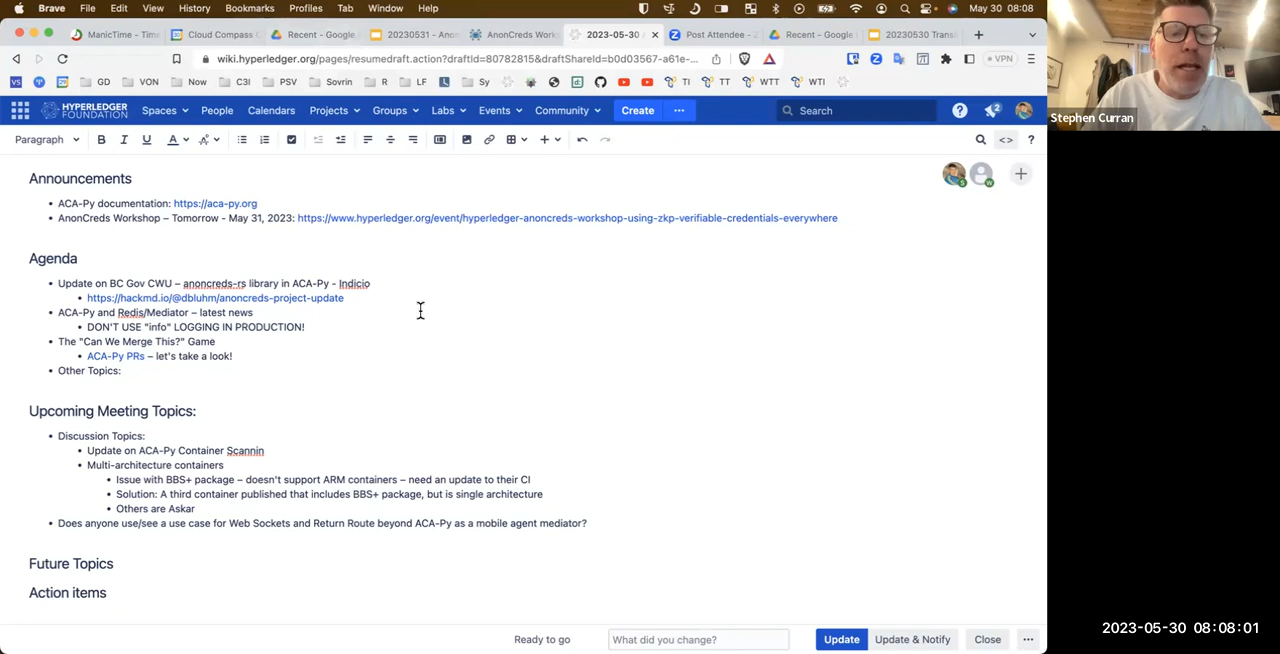 Brave File Edit View History Bookmarks Profiles Tab Window Help May 30 08:08
ManicTime - Time Cloud Compass Recent - Google 20230531 - Anon AnonCreds Work 2023-05-30 Post Attendee - Z Recent - Google 20230530 Trans
wiki.hyperledger.org/pages/resumedraft.action?draftId=80782815&draftShareId=b0d03567-a61e-... VPN
VS GD VON Now C3I PSV Sovrin R LF Sy TI TT WTT WTI
HYPERLEDGER FOUNDATION Spaces People Calendars Projects Groups Labs Events Community Create ... Search ? 2
Paragraph B I U A <> ?
Announcements
• ACA-Py documentation: https://aca-py.org
• AnonCreds Workshop – Tomorrow - May 31, 2023: https://www.hyperledger.org/event/hyperledger-anoncreds-workshop-using-zkp-verifiable-credentials-everywhere
Agenda
• Update on BC Gov CWU – anoncreds-rs library in ACA-Py - Indicio
• https://hackmd.io/@dbluhm/anoncreds-project-update
• ACA-Py and Redis/Mediator – latest news
• DON'T USE "info" LOGGING IN PRODUCTION!
• The "Can We Merge This?" Game
• ACA-Py PRs – let's take a look!
• Other Topics:
Upcoming Meeting Topics:
• Discussion Topics:
• Update on ACA-Py Container Scannin
• Multi-architecture containers
• Issue with BBS+ package – doesn't support ARM containers – need an update to their CI
• Solution: A third container published that includes BBS+ package, but is single architecture
• Others are Askar
• Does anyone use/see a use case for Web Sockets and Return Route beyond ACA-Py as a mobile agent mediator?
Future Topics
Action items
Ready to go What did you change? Update Update & Notify Close ...
Stephen Curran
2023-05-30 08:08:01